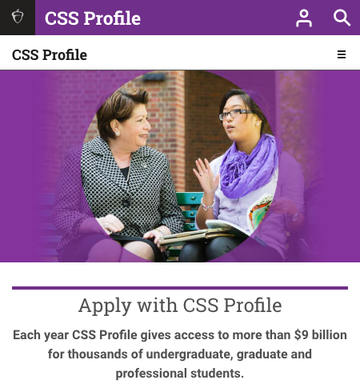 CSS Profile
CSS Profile
Apply with CSS Profile
Each year CSS Profile gives access to more than $9 billion
for thousands of undergraduate, graduate and
professional students.